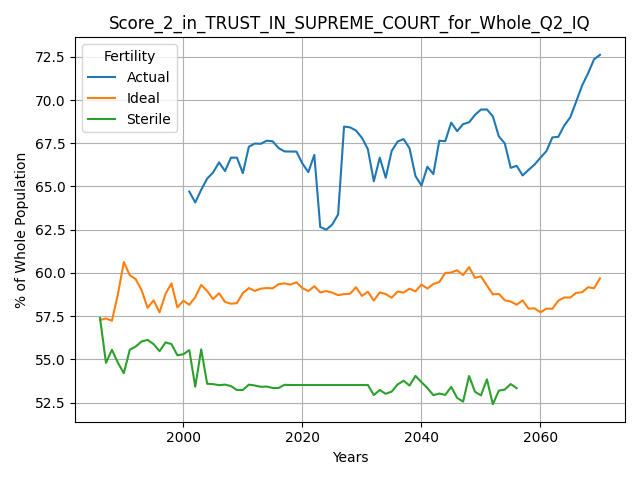 Score_2_in_TRUST_IN_SUPREME_COURT_for_Whole_Q2_IQ
Fertility
Actual
Ideal
Sterile
72.5
70.0
67.5
65.0
62.5
60.0
57.5
55.0
52.5
% of Whole Population
2000
2020
2040
2060
Years